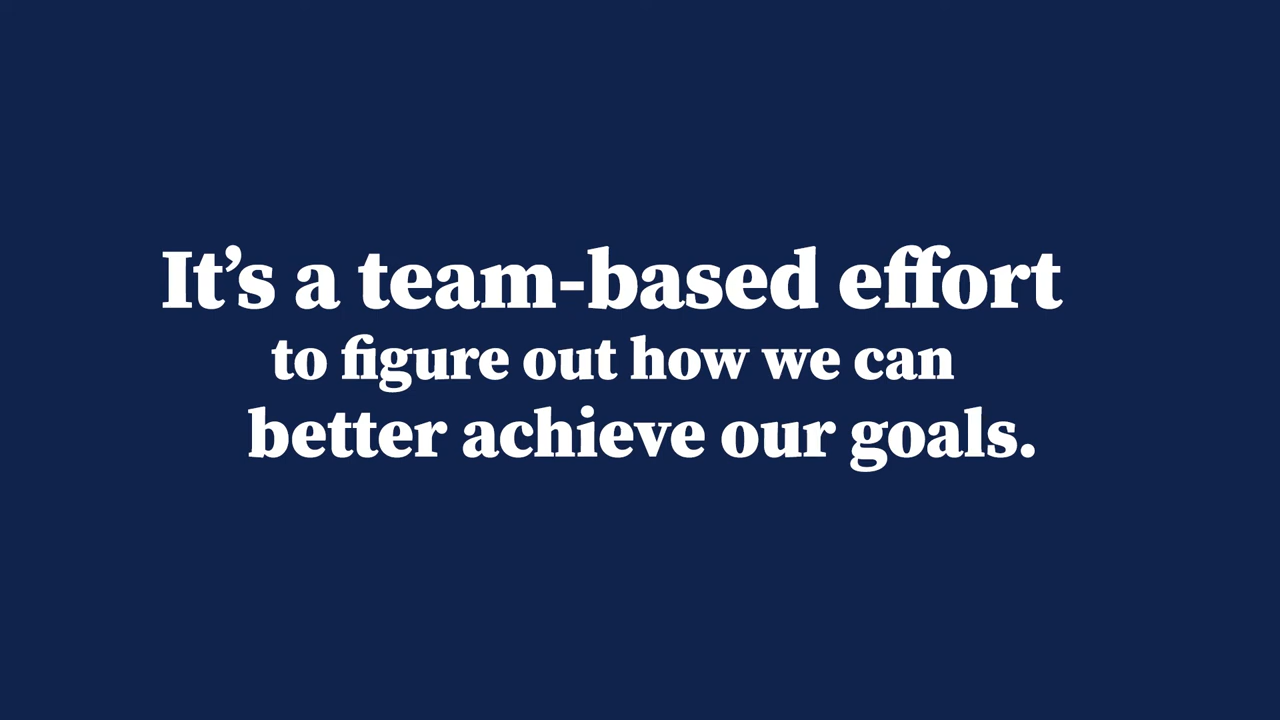 It’s a team-based effort
to figure out how we can
better achieve our goals.